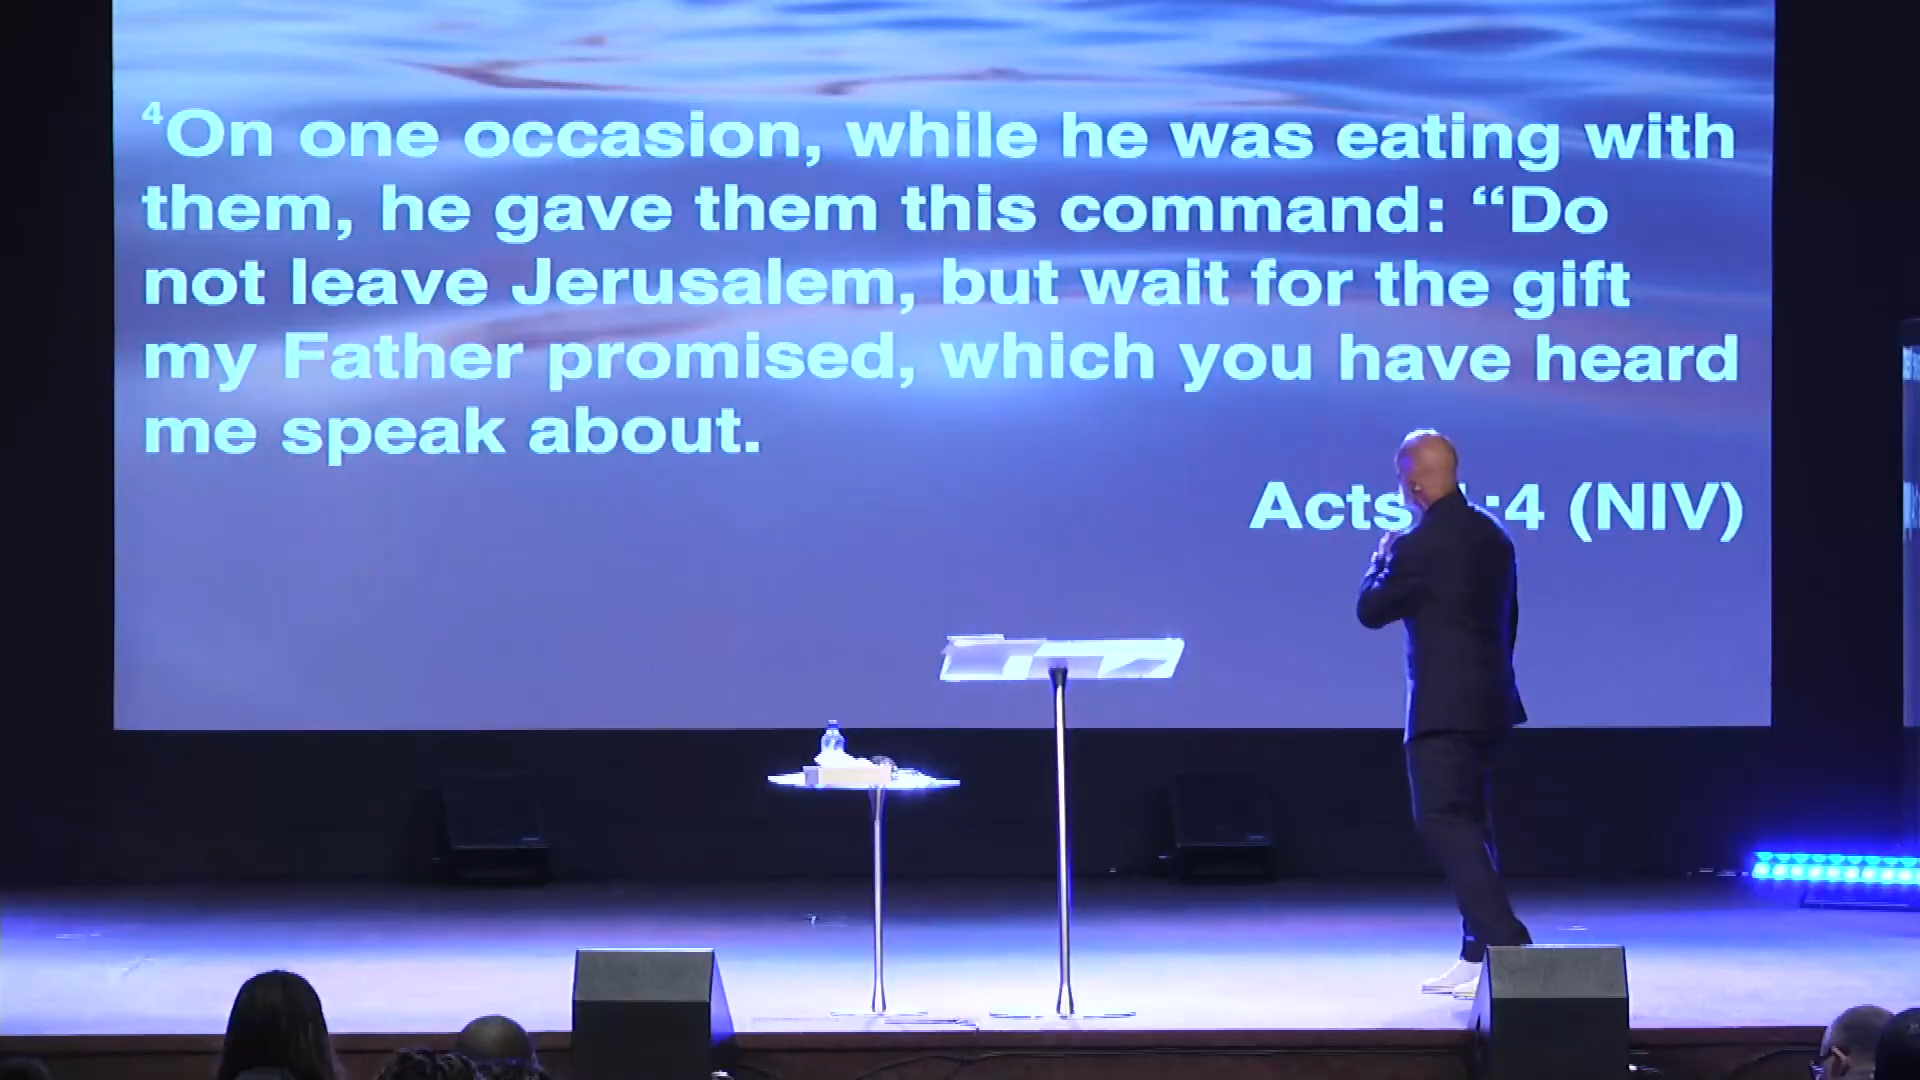 4On one occasion, while he was eating with
them, he gave them this command: “Do
not leave Jerusalem, but wait for the gift
my Father promised, which you have heard
me speak about.
Acts :4 (NIV)